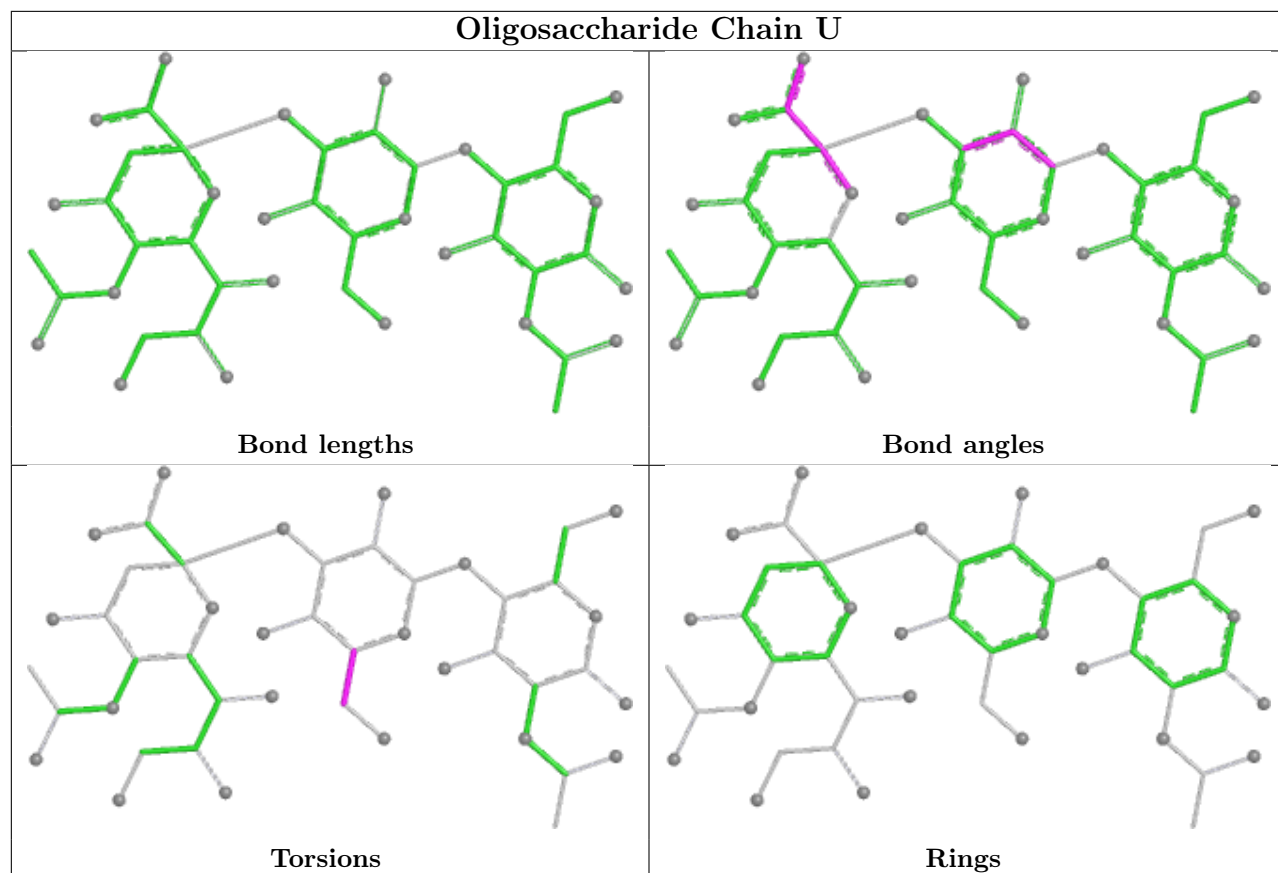 Oligosaccharide Chain U
Bond lengths
Bond angles
Torsions
Rings